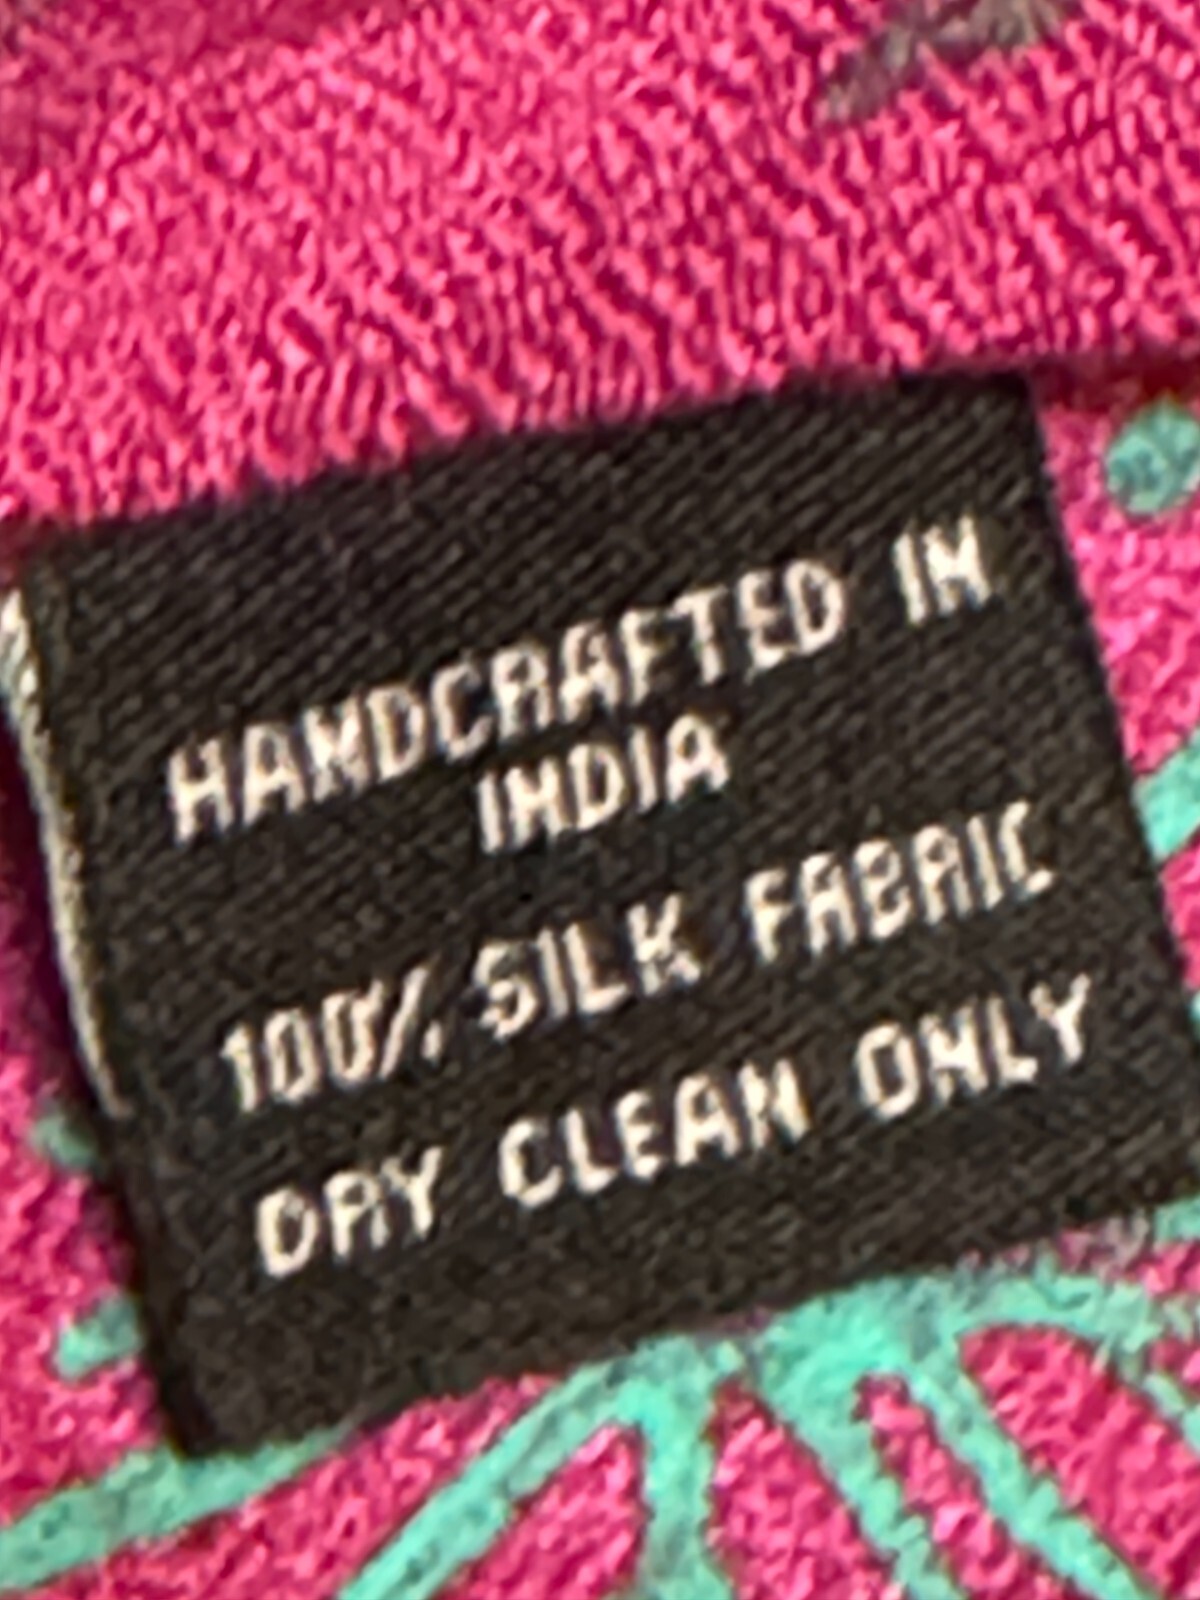 HANDCRAFTED IN
INDIA
100% SILK FABRIC
DRY CLEAN ONLY